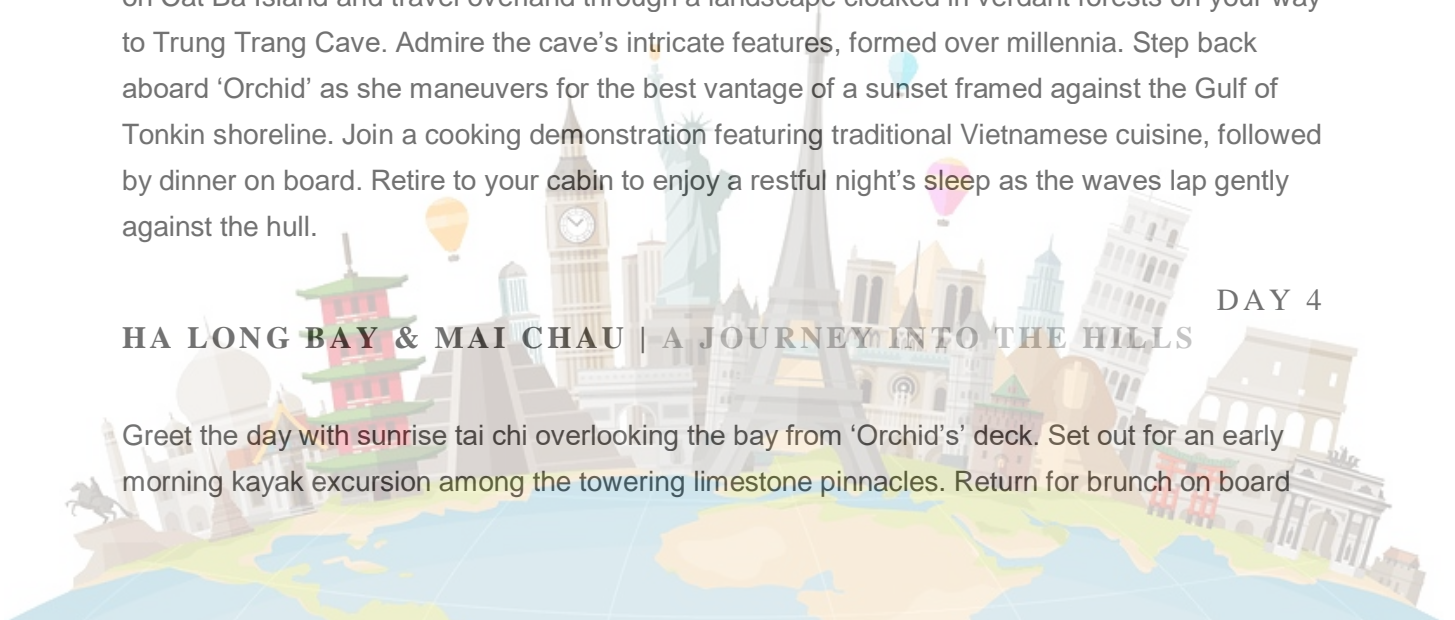 on Cat Ba Island and travel overland through a landscape cloaked in verdant forests on your way
to Trung Trang Cave. Admire the cave’s intricate features, formed over millennia. Step back
aboard ‘Orchid’ as she maneuvers for the best vantage of a sunset framed against the Gulf of
Tonkin shoreline. Join a cooking demonstration featuring traditional Vietnamese cuisine, followed
by dinner on board. Retire to your cabin to enjoy a restful night’s sleep as the waves lap gently
against the hull.
DAY 4
HA LONG BAY & MAI CHAU | A JOURNEY INTO THE HILLS
Greet the day with sunrise tai chi overlooking the bay from ‘Orchid’s’ deck. Set out for an early
morning kayak excursion among the towering limestone pinnacles. Return for brunch on board